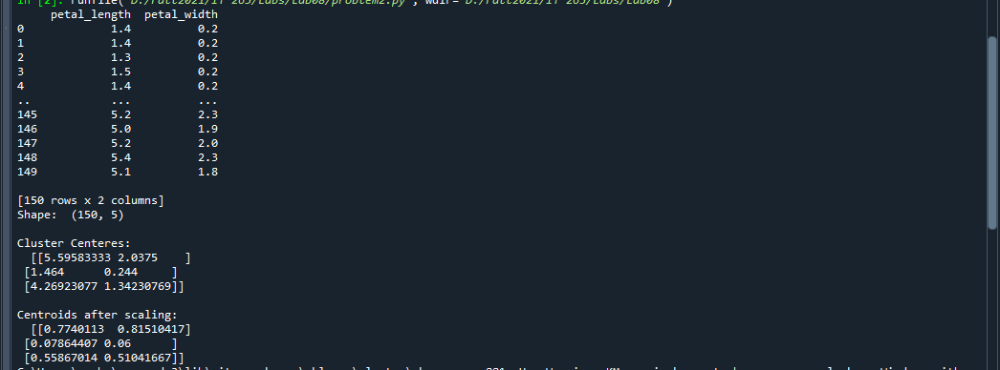 In [2]: runfile('D:/Fall2021/IT 265/Labs/Lab08/problem2.py', wdir='D:/Fall2021/IT 265/Labs/Lab08')
petal_length petal_width
0 1.4 0.2
1 1.4 0.2
2 1.3 0.2
3 1.5 0.2
4 1.4 0.2
.. ... ...
145 5.2 2.3
146 5.0 1.9
147 5.2 2.0
148 5.4 2.3
149 5.1 1.8
[150 rows x 2 columns]
Shape: (150, 5)
Cluster Centeres:
[[5.59583333 2.0375 ]
[1.464 0.244 ]
[4.26923077 1.34230769]]
Centroids after scaling:
[[0.7740113 0.81510417]
[0.07864407 0.06 ]
[0.55867014 0.51041667]]